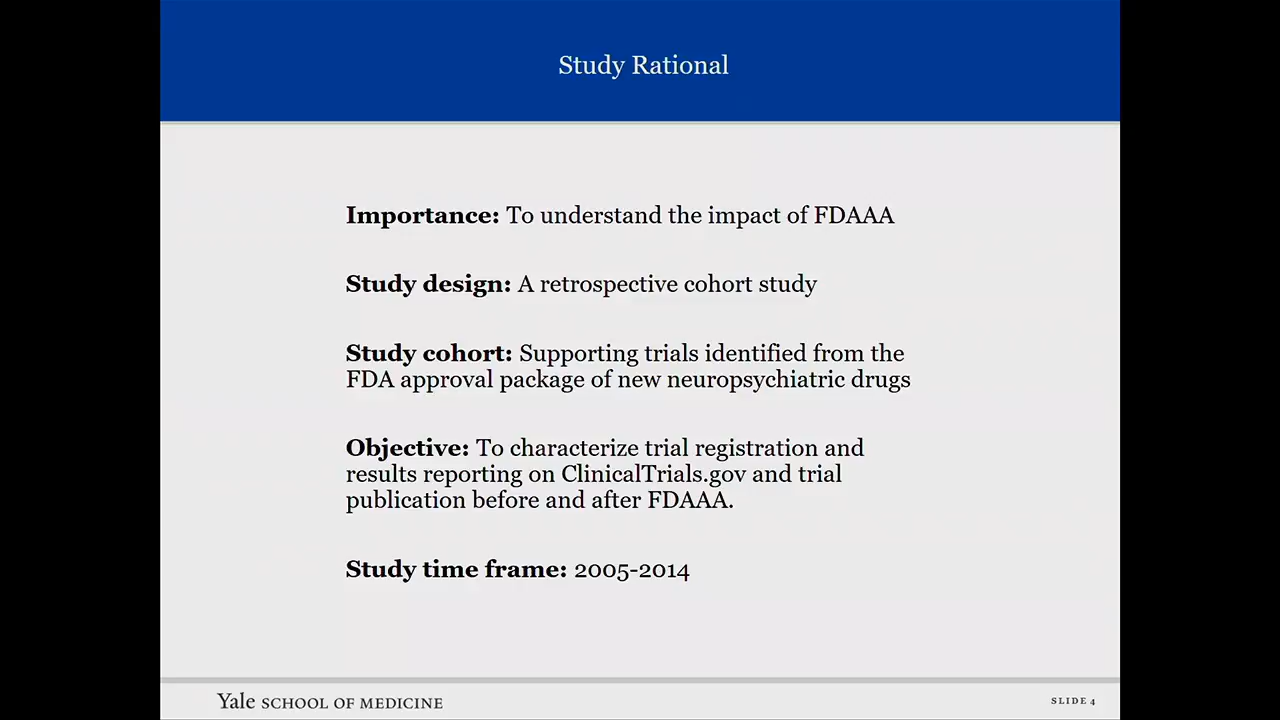 Study Rational
Importance: To understand the impact of FDAAA
Study design: A retrospective cohort study
Study cohort: Supporting trials identified from the
FDA approval package of new neuropsychiatric drugs
Objective: To characterize trial registration and
results reporting on ClinicalTrials.gov and trial
publication before and after FDAAA.
Study time frame: 2005-2014
Yale SCHOOL OF MEDICINE
SLIDE 4